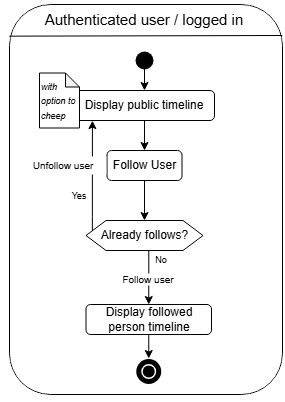 Authenticated user / logged in
with
option to
cheep
Display public timeline
Follow User
Unfollow user
Yes
Already follows?
No
Follow user
Display followed
person timeline